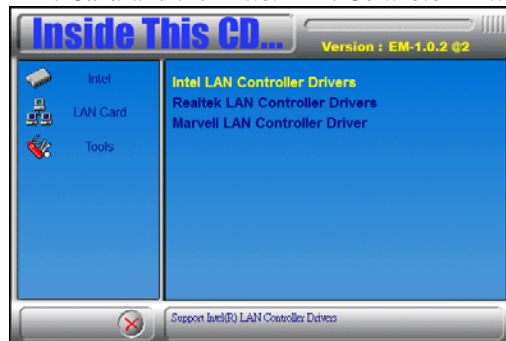 Inside This CD...
Version : EM-1.0.2 @2
Intel
LAN Card
Tools
Intel LAN Controller Drivers
Realtek LAN Controller Drivers
Marvell LAN Controller Driver
Support Intel(R) LAN Controller Drivers